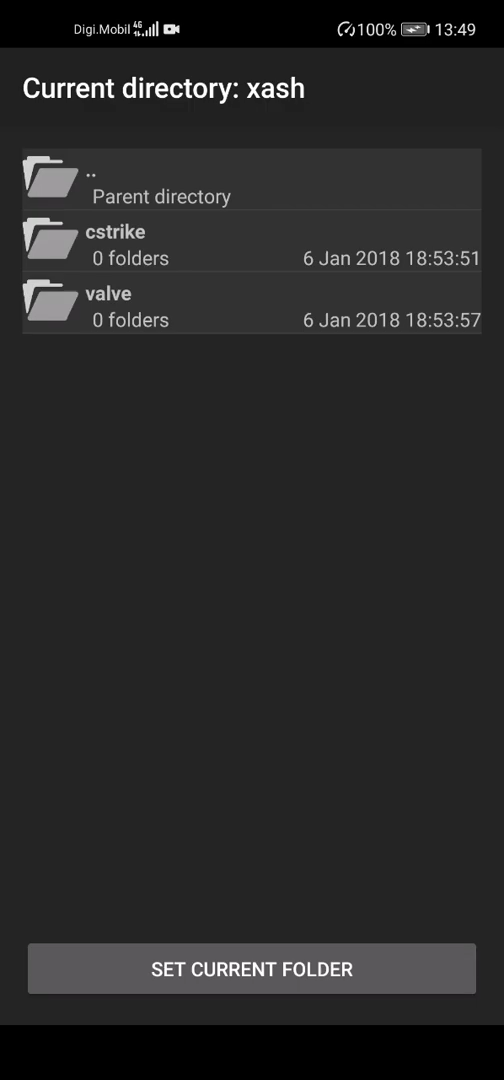 Digi.Mobil 4G 100% 13:49
Current directory: xash
..
Parent directory
cstrike
0 folders 6 Jan 2018 18:53:51
valve
0 folders 6 Jan 2018 18:53:57
SET CURRENT FOLDER